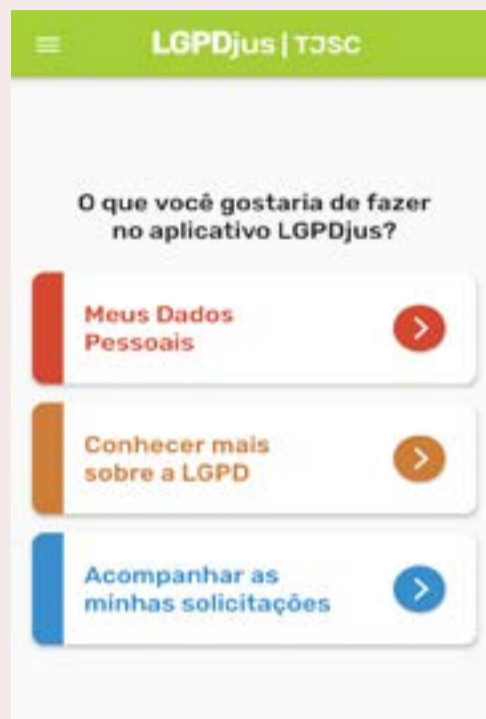 LGPDjus | TJSC
O que você gostaria de fazer
no aplicativo LGPDjus?
Meus Dados
Pessoais
Conhecer mais
sobre a LGPD
Acompanhar as
minhas solicitações